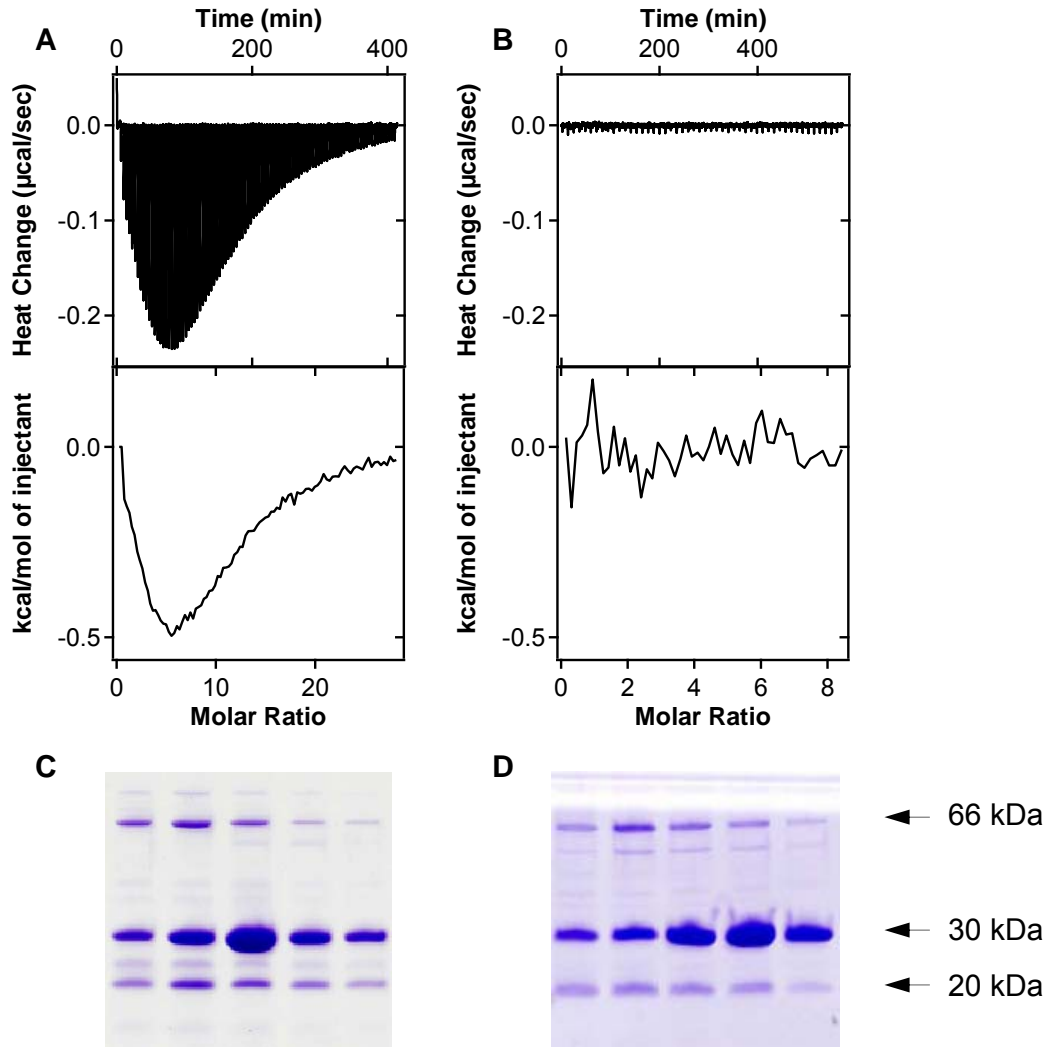 A
Time (min)
0 200 400
Heat Change (µcal/sec)
0.0
-0.1
-0.2
kcal/mol of injectant
0.0
-0.5
0 10 20
Molar Ratio
B
Time (min)
0 200 400
Heat Change (µcal/sec)
0.0
-0.1
-0.2
kcal/mol of injectant
0.0
-0.5
0 2 4 6 8
Molar Ratio
C
D
66 kDa
30 kDa
20 kDa